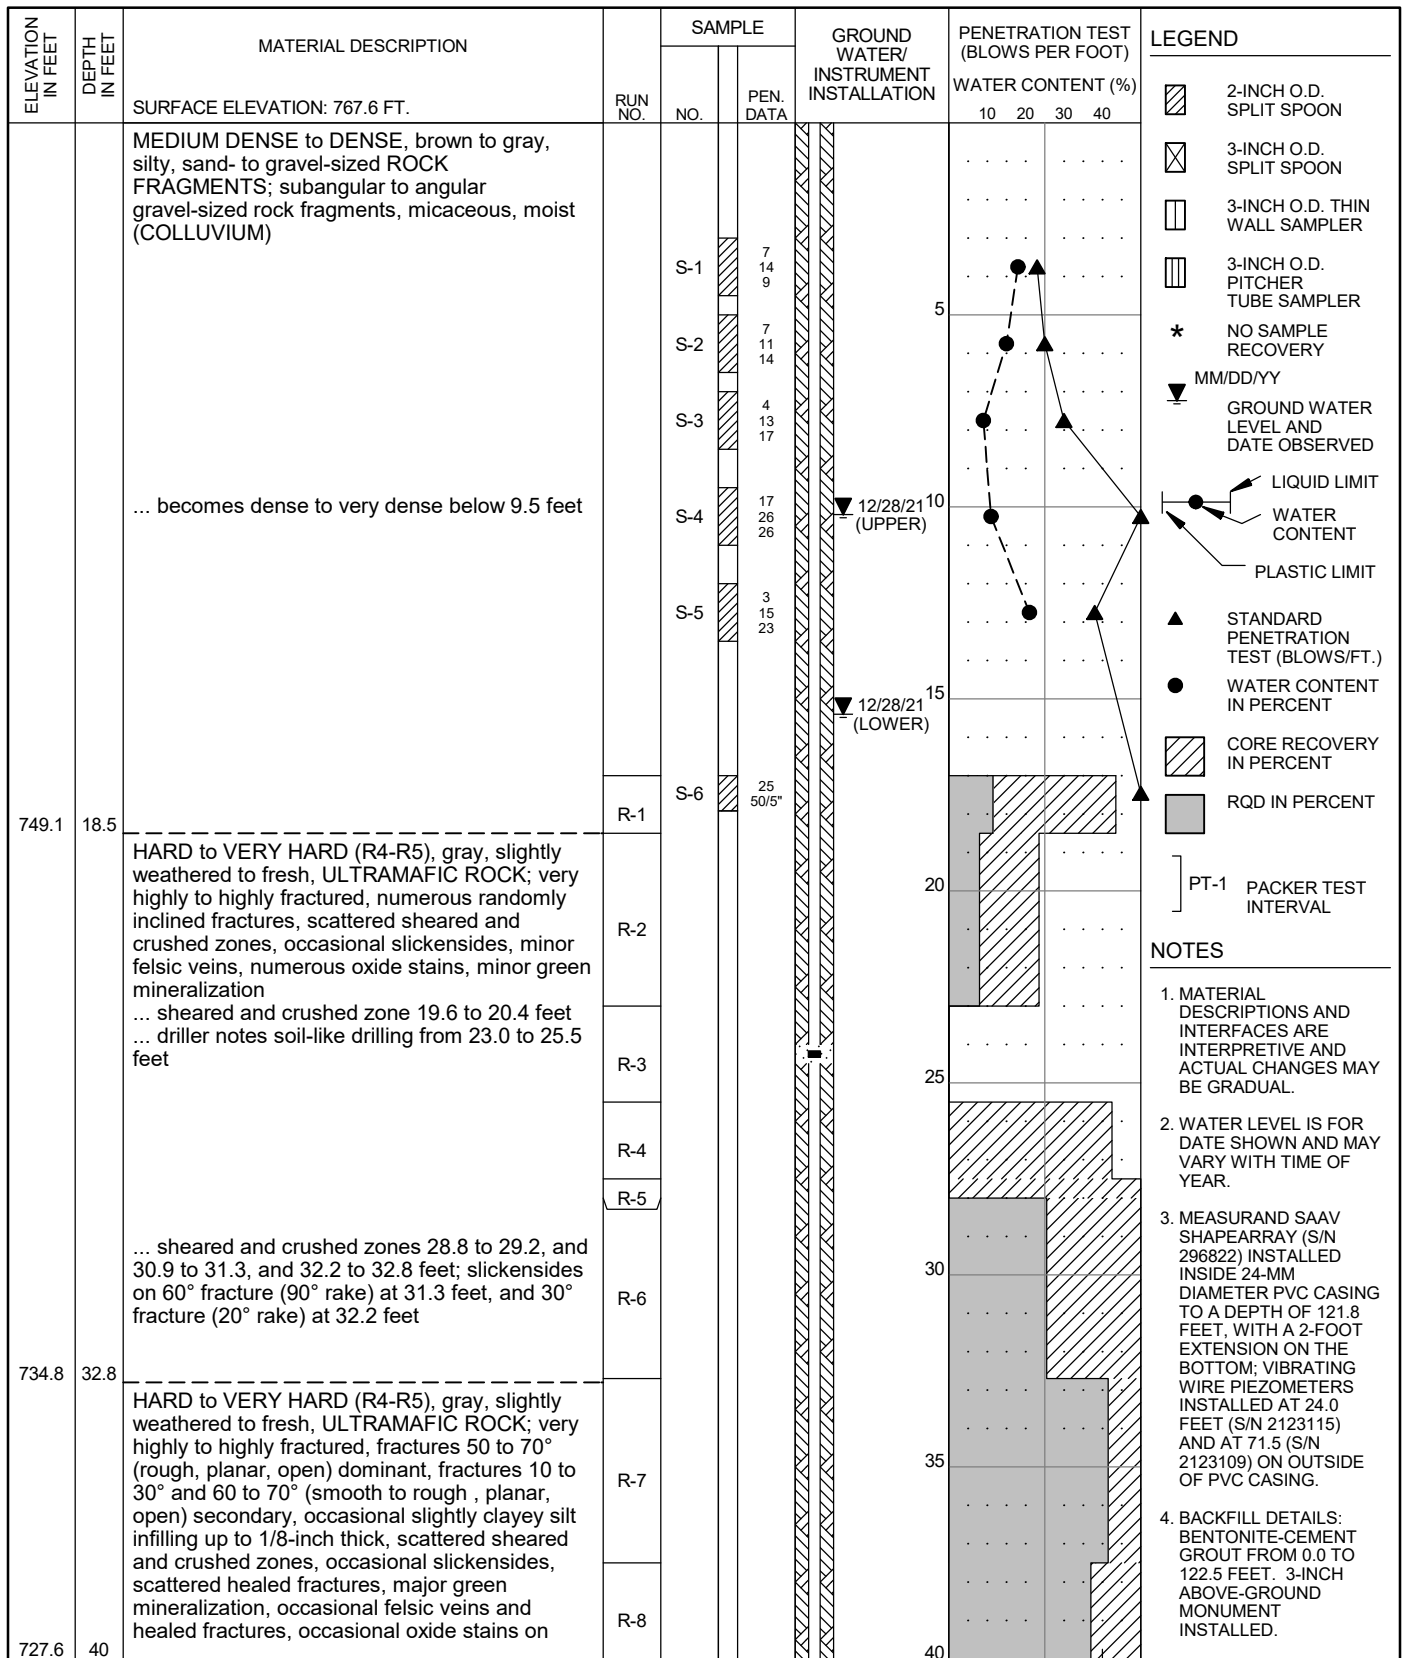 ELEVATION
IN FEET
DEPTH
IN FEET
MATERIAL DESCRIPTION
SURFACE ELEVATION: 767.6 FT.
RUN
NO.
SAMPLE
NO.
PEN.
DATA
GROUND
WATER/
INSTRUMENT
INSTALLATION
PENETRATION TEST
(BLOWS PER FOOT)
WATER CONTENT (%)
10 20 30 40
MEDIUM DENSE to DENSE, brown to gray,
silty, sand- to gravel-sized ROCK
FRAGMENTS; subangular to angular
gravel-sized rock fragments, micaceous, moist
(COLLUVIUM)
S-1
7
14
9
5
S-2
7
11
14
S-3
4
13
17
... becomes dense to very dense below 9.5 feet
S-4
17
26
26
12/28/21
(UPPER)
10
S-5
3
15
23
12/28/21
(LOWER)
15
S-6
25
50/5"
R-1
749.1 18.5
HARD to VERY HARD (R4-R5), gray, slightly
weathered to fresh, ULTRAMAFIC ROCK; very
highly to highly fractured, numerous randomly
inclined fractures, scattered sheared and
crushed zones, occasional slickensides, minor
felsic veins, numerous oxide stains, minor green
mineralization
... sheared and crushed zone 19.6 to 20.4 feet
... driller notes soil-like drilling from 23.0 to 25.5
feet
20
R-2
R-3
25
R-4
R-5
... sheared and crushed zones 28.8 to 29.2, and
30.9 to 31.3, and 32.2 to 32.8 feet; slickensides
on 60° fracture (90° rake) at 31.3 feet, and 30°
fracture (20° rake) at 32.2 feet
R-6
30
734.8 32.8
HARD to VERY HARD (R4-R5), gray, slightly
weathered to fresh, ULTRAMAFIC ROCK; very
highly to highly fractured, fractures 50 to 70°
(rough, planar, open) dominant, fractures 10 to
30° and 60 to 70° (smooth to rough , planar,
open) secondary, occasional slightly clayey silt
infilling up to 1/8-inch thick, scattered sheared
and crushed zones, occasional slickensides,
scattered healed fractures, major green
mineralization, occasional felsic veins and
healed fractures, occasional oxide stains on
R-7
35
R-8
727.6 40
40
LEGEND
2-INCH O.D.
SPLIT SPOON
3-INCH O.D.
SPLIT SPOON
3-INCH O.D. THIN
WALL SAMPLER
3-INCH O.D.
PITCHER
TUBE SAMPLER
* NO SAMPLE
RECOVERY
MM/DD/YY
GROUND WATER
LEVEL AND
DATE OBSERVED
LIQUID LIMIT
WATER
CONTENT
PLASTIC LIMIT
STANDARD
PENETRATION
TEST (BLOWS/FT.)
WATER CONTENT
IN PERCENT
CORE RECOVERY
IN PERCENT
RQD IN PERCENT
PT-1 PACKER TEST
INTERVAL
NOTES
1. MATERIAL
DESCRIPTIONS AND
INTERFACES ARE
INTERPRETIVE AND
ACTUAL CHANGES MAY
BE GRADUAL.
2. WATER LEVEL IS FOR
DATE SHOWN AND MAY
VARY WITH TIME OF
YEAR.
3. MEASURAND SAAV
SHAPEARRAY (S/N
296822) INSTALLED
INSIDE 24-MM
DIAMETER PVC CASING
TO A DEPTH OF 121.8
FEET, WITH A 2-FOOT
EXTENSION ON THE
BOTTOM; VIBRATING
WIRE PIEZOMETERS
INSTALLED AT 24.0
FEET (S/N 2123115)
AND AT 71.5 (S/N
2123109) ON OUTSIDE
OF PVC CASING.
4. BACKFILL DETAILS:
BENTONITE-CEMENT
GROUT FROM 0.0 TO
122.5 FEET. 3-INCH
ABOVE-GROUND
MONUMENT
INSTALLED.